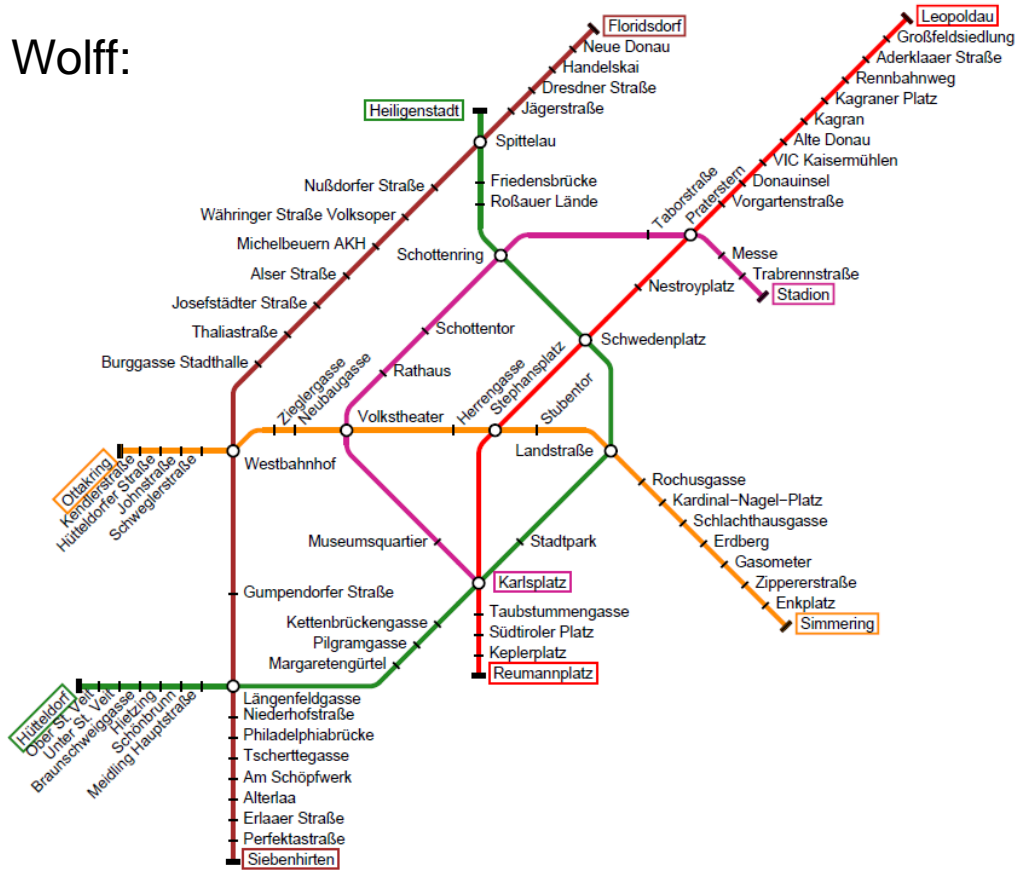 Wolff:
Floridsdorf
Neue Donau
Handelskai
Dresdner Straße
Jägerstraße
Heiligenstadt
Spittelau
Leopoldau
Großfeldsiedlung
Aderklaaer Straße
Rennbahnweg
Kagraner Platz
Kagran
Alte Donau
VIC Kaisermühlen
Donauinsel
Vorgartenstraße
Taborstraße
Praterstern
Nußdorfer Straße
Friedensbrücke
Roßauer Lände
Währinger Straße Volksoper
Michelbeuern AKH
Schottenring
Messe
Trabrennstraße
Stadion
Alser Straße
Nestroyplatz
Josefstädter Straße
Thaliastraße
Schottentor
Schwedenplatz
Burggasse Stadthalle
Rathaus
Zieglergasse
Neubaugasse
Volkstheater
Herrengasse
Stephansplatz
Stubentor
Landstraße
Westbahnhof
Ottakring
Kendlerstraße
Hütteldorfer Straße
Johnstraße
Schweglerstraße
Rochusgasse
Kardinal−Nagel−Platz
Schlachthausgasse
Erdberg
Gasometer
Zippererstraße
Enkplatz
Simmering
Museumsquartier
Stadtpark
Karlsplatz
Gumpendorfer Straße
Taubstummengasse
Südtiroler Platz
Keplerplatz
Reumannplatz
Kettenbrückengasse
Pilgramgasse
Margaretengürtel
Hütteldorf
Ober St. Veit
Unter St. Veit
Braunschweiggasse
Hietzing
Schönbrunn
Meidling Hauptstraße
Längenfeldgasse
Niederhofstraße
Philadelphiabrücke
Tscherttegasse
Am Schöpfwerk
Alterlaa
Erlaaer Straße
Perfektastraße
Siebenhirten